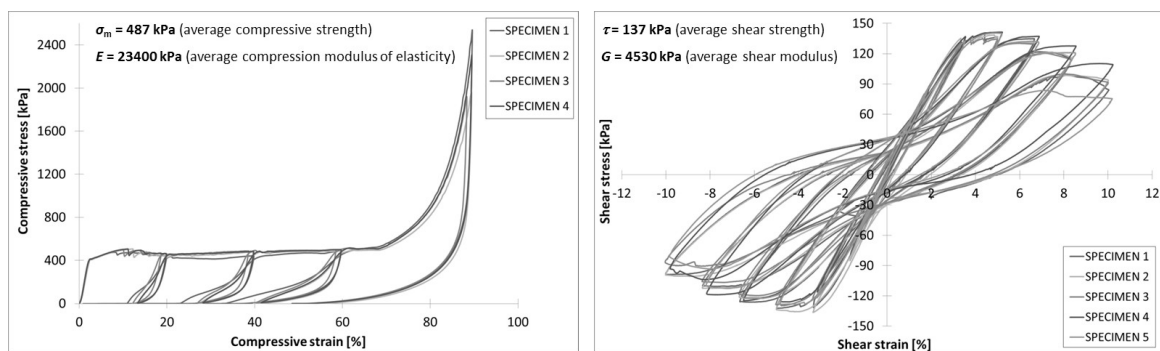 σm = 487 kPa (average compressive strength)
E = 23400 kPa (average compression modulus of elasticity)
SPECIMEN 1
SPECIMEN 2
SPECIMEN 3
SPECIMEN 4
Compressive stress [kPa]
2400
2000
1600
1200
800
400
0
0 20 40 60 80 100
Compressive strain [%]
τ = 137 kPa (average shear strength)
G = 4530 kPa (average shear modulus)
Shear stress [kPa]
150
120
90
60
30
0
-12 -10 -8 -6 -4 -2 0 2 4 6 8 10 12
-30
-60
-90
-120
-150
SPECIMEN 1
SPECIMEN 2
SPECIMEN 3
SPECIMEN 4
SPECIMEN 5
Shear strain [%]